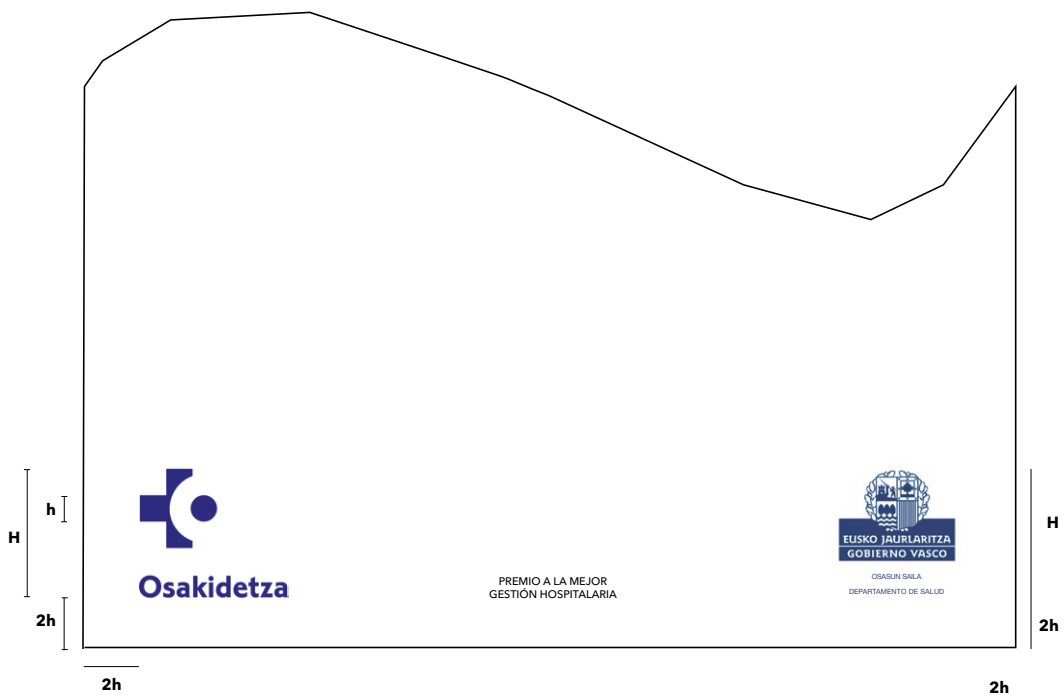 h
H
2h
2h
Osakidetza
PREMIO A LA MEJOR
GESTIÓN HOSPITALARIA
EUSKO JAURLARITZA
GOBIERNO VASCO
OSASUN SAILA
DEPARTAMENTO DE SALUD
H
2h
2h